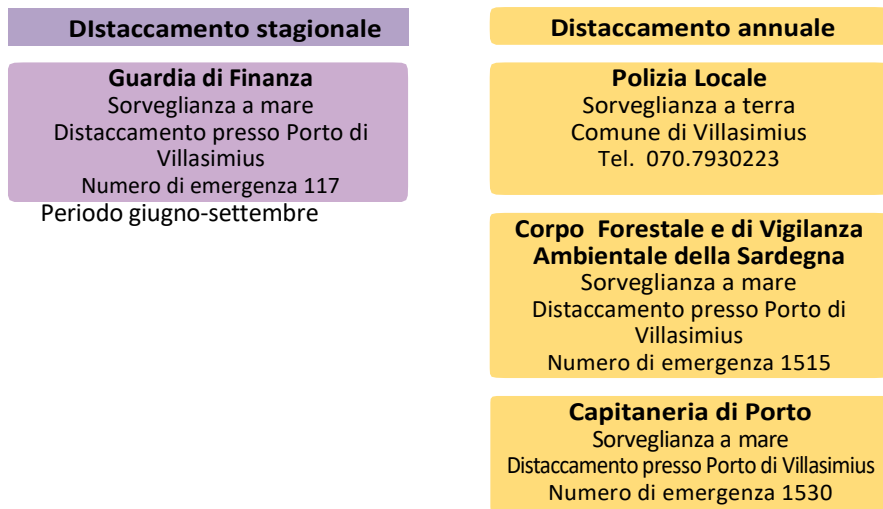 DIstaccamento stagionale
Guardia di Finanza
Sorveglianza a mare
Distaccamento presso Porto di
Villasimius
Numero di emergenza 117
Periodo giugno-settembre
Distaccamento annuale
Polizia Locale
Sorveglianza a terra
Comune di Villasimius
Tel. 070.7930223
Corpo Forestale e di Vigilanza
Ambientale della Sardegna
Sorveglianza a mare
Distaccamento presso Porto di
Villasimius
Numero di emergenza 1515
Capitaneria di Porto
Sorveglianza a mare
Distaccamento presso Porto di Villasimius
Numero di emergenza 1530